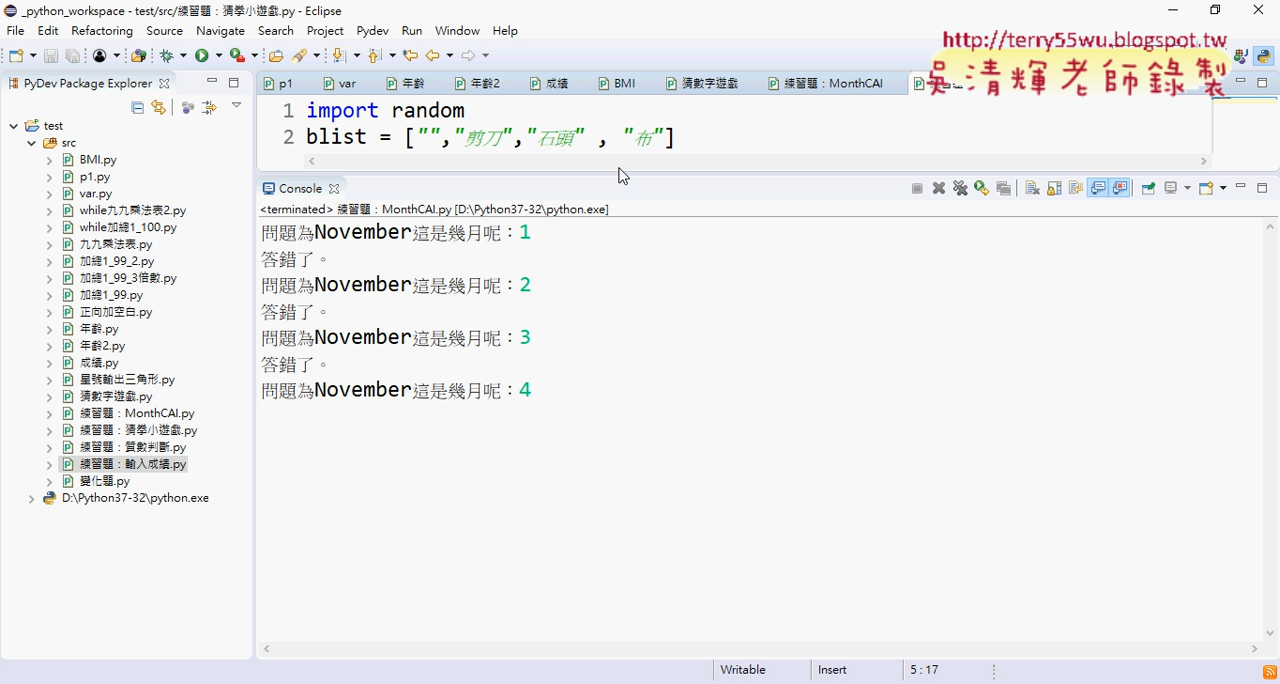 _python_workspace - test/src/練習題：猜拳小遊戲.py - Eclipse
File Edit Refactoring Source Navigate Search Project Pydev Run Window Help
http://terry55wu.blogspot.tw
吳清輝老師錄製
PyDev Package Explorer
p1 var 年齡 年齡2 成績 BMI 猜數字遊戲 練習題：MonthCAI
test
src
BMI.py
p1.py
var.py
while九九乘法表2.py
while加總1_100.py
九九乘法表.py
加總1_99_2.py
加總1_99_3倍數.py
加總1_99.py
正向加空白.py
年齡.py
年齡2.py
成績.py
星號輸出三角形.py
猜數字遊戲.py
練習題：MonthCAI.py
練習題：猜拳小遊戲.py
練習題：質數判斷.py
練習題：輸入成績.py
變化題.py
D:\Python37-32\python.exe
1 import random
2 blist = ["","剪刀","石頭" , "布"]
Console
<terminated> 練習題：MonthCAI.py [D:\Python37-32\python.exe]
問題為November這是幾月呢：1
答錯了。
問題為November這是幾月呢：2
答錯了。
問題為November這是幾月呢：3
答錯了。
問題為November這是幾月呢：4
Writable Insert 5 : 17